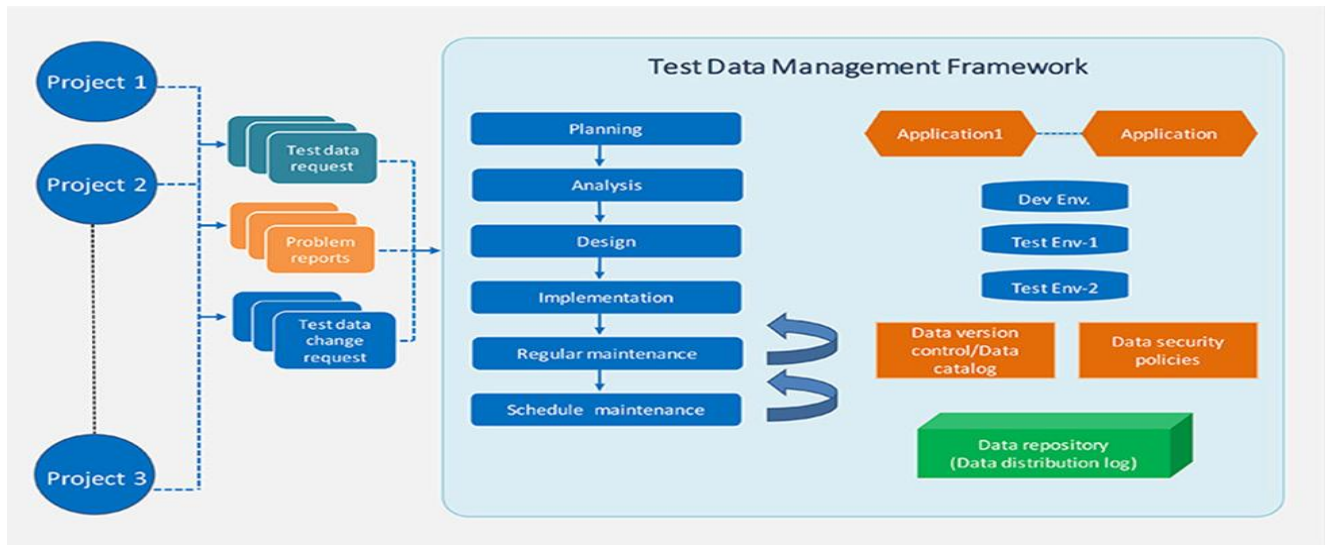 Project 1
Project 2
Project 3
Test data
request
Problem
reports
Test data
change
request
Test Data Management Framework
Planning
Analysis
Design
Implementation
Regular maintenance
Schedule maintenance
Application1
Application
Dev Env.
Test Env-1
Test Env-2
Data version
control/Data
catalog
Data security
policies
Data repository
(Data distribution log)